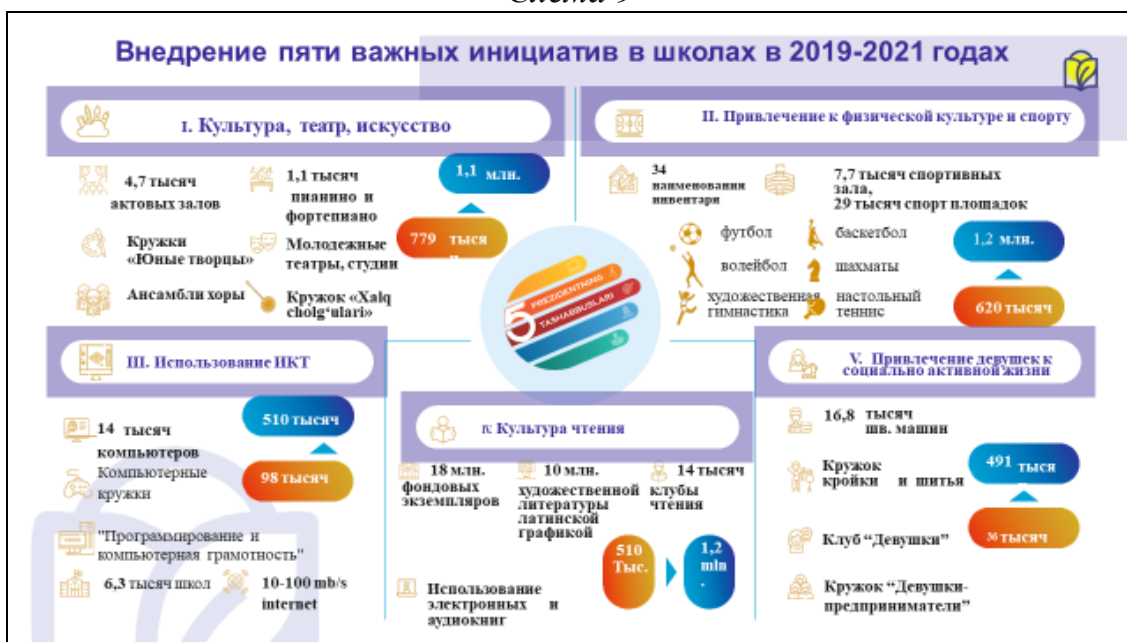 Внедрение пяти важных инициатив в школах в 2019-2021 годах
I. Культура, театр, искусство
4,7 тысяч
актовых залов
1,1 тысяч
пианино и
фортепиано
1,1 млн.
779 тыся
Кружки
«Юные творцы»
Молодежные
театры, студии
Ансамбли хоры
Кружок «Xalq
cholg‘ulari»
II. Привлечение к физической культуре и спорту
34
наименования
инвентаря
7,7 тысяч спортивных
зала,
29 тысяч спорт площадок
футбол
баскетбол
волейбол
шахматы
художественная
гимнастика
настольный
теннис
1,2 млн.
620 тысяч
5 PREZIDENTNING
TASHABBUSLARI
III. Использование ИКТ
14 тысяч
компьютеров
Компьютерные
кружки
510 тысяч
98 тысяч
"Программирование и
компьютерная грамотность"
6,3 тысяч школ
10-100 mb/s
internet
Культура чтения
18 млн.
фондовых
экземпляров
10 млн.
художественной
литературы
латинской
графикой
14 тысяч
клубы
чтения
510
Тыс.
1,2
mln
.
Использование
электронных и
аудиокниг
V. Привлечение девушек к
социально активной жизни
16,8 тысяч
шв. машин
Кружок
кройки и шитья
491 тыся
36 тысяч
Клуб “Девушки”
Кружок “Девушки-
предприниматели”